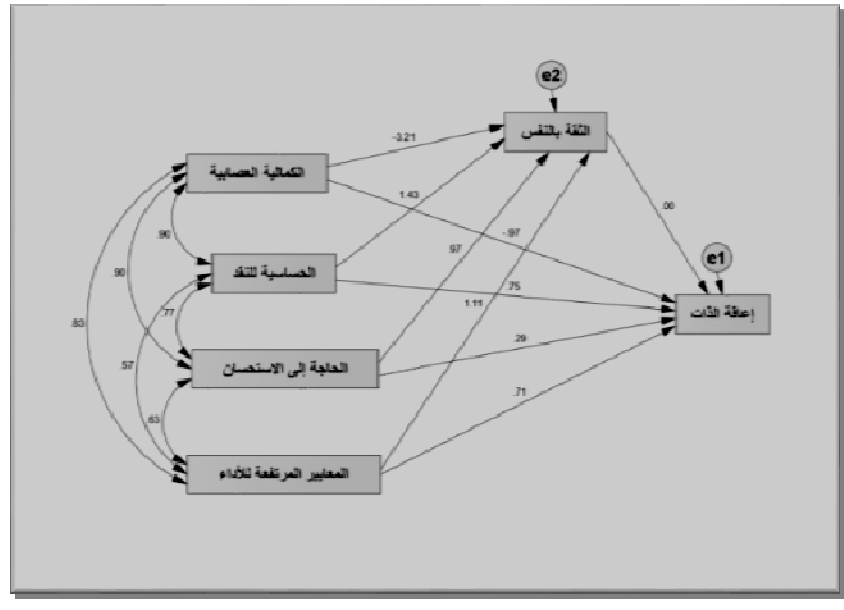 e2
الثقة بالنفس
-3.21
الكمالية العصابية
1.43
.00
.90
-.97
.97
e1
الحساسية للنقد
.90
.75
1.11
إعاقة الذات
.77
.83
.29
.57
الحاجة إلى الاستحسان
.71
.63
المعايير المرتفعة للأداء